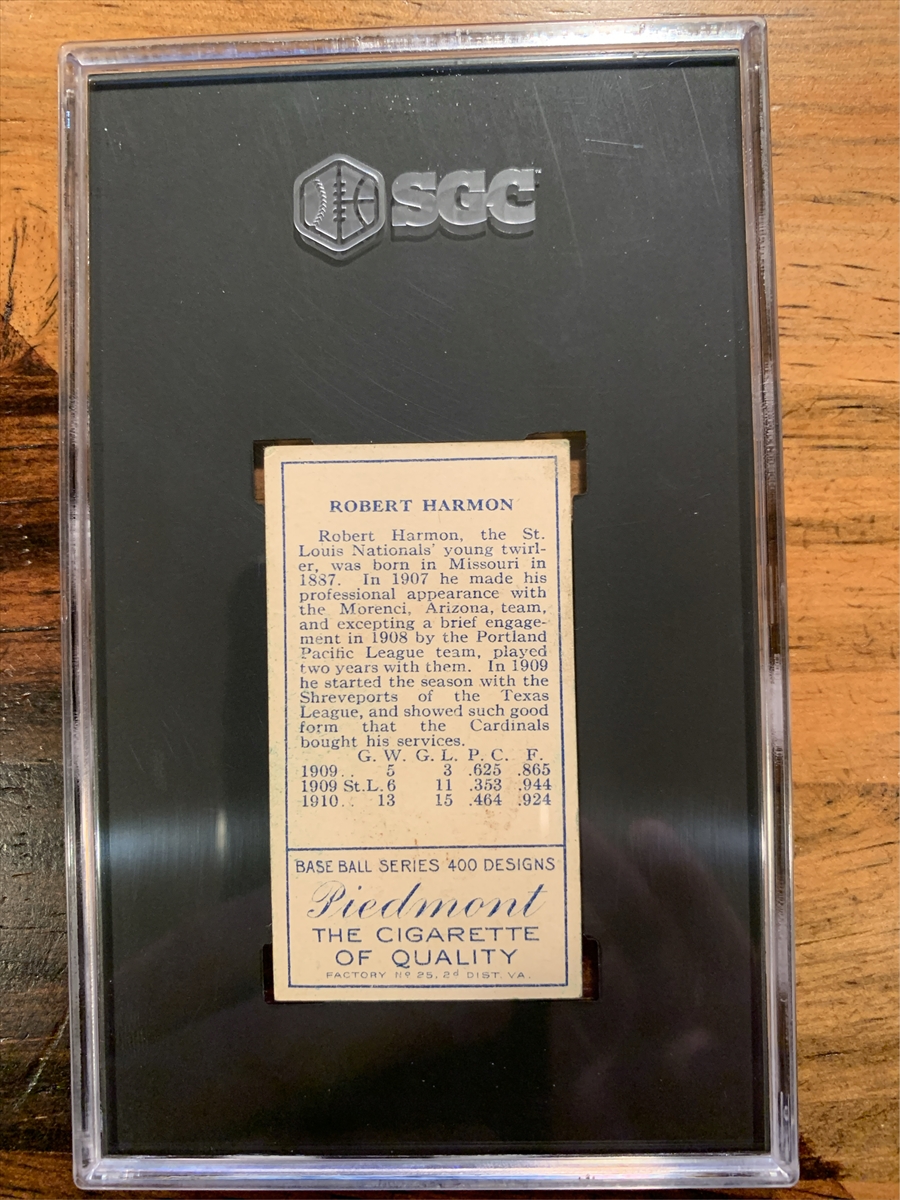 SGC
ROBERT HARMON
Robert Harmon, the St.
Louis Nationals' young twirl-
er, was born in Missouri in
1887. In 1907 he made his
professional appearance with
the Morenci, Arizona, team,
and excepting a brief engage-
ment in 1908 by the Portland
Pacific League team, played
two years with them. In 1909
he started the season with the
Shreveports of the Texas
League, and showed such good
form that the Cardinals
bought his services.
G. W. G. L. P. C. F.
1909.. 5 3 .625 .865
1909 St.L. 6 11 .353 .944
1910.. 13 15 .464 .924
BASE BALL SERIES 400 DESIGNS
Piedmont
THE CIGARETTE
OF QUALITY
FACTORY No 25, 2d DIST. VA.